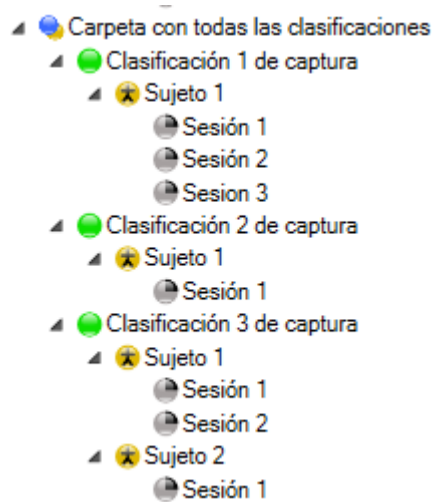 Carpeta con todas las clasificaciones
Clasificación 1 de captura
Sujeto 1
Sesión 1
Sesión 2
Sesion 3
Clasificación 2 de captura
Sujeto 1
Sesión 1
Clasificación 3 de captura
Sujeto 1
Sesión 1
Sesión 2
Sujeto 2
Sesión 1